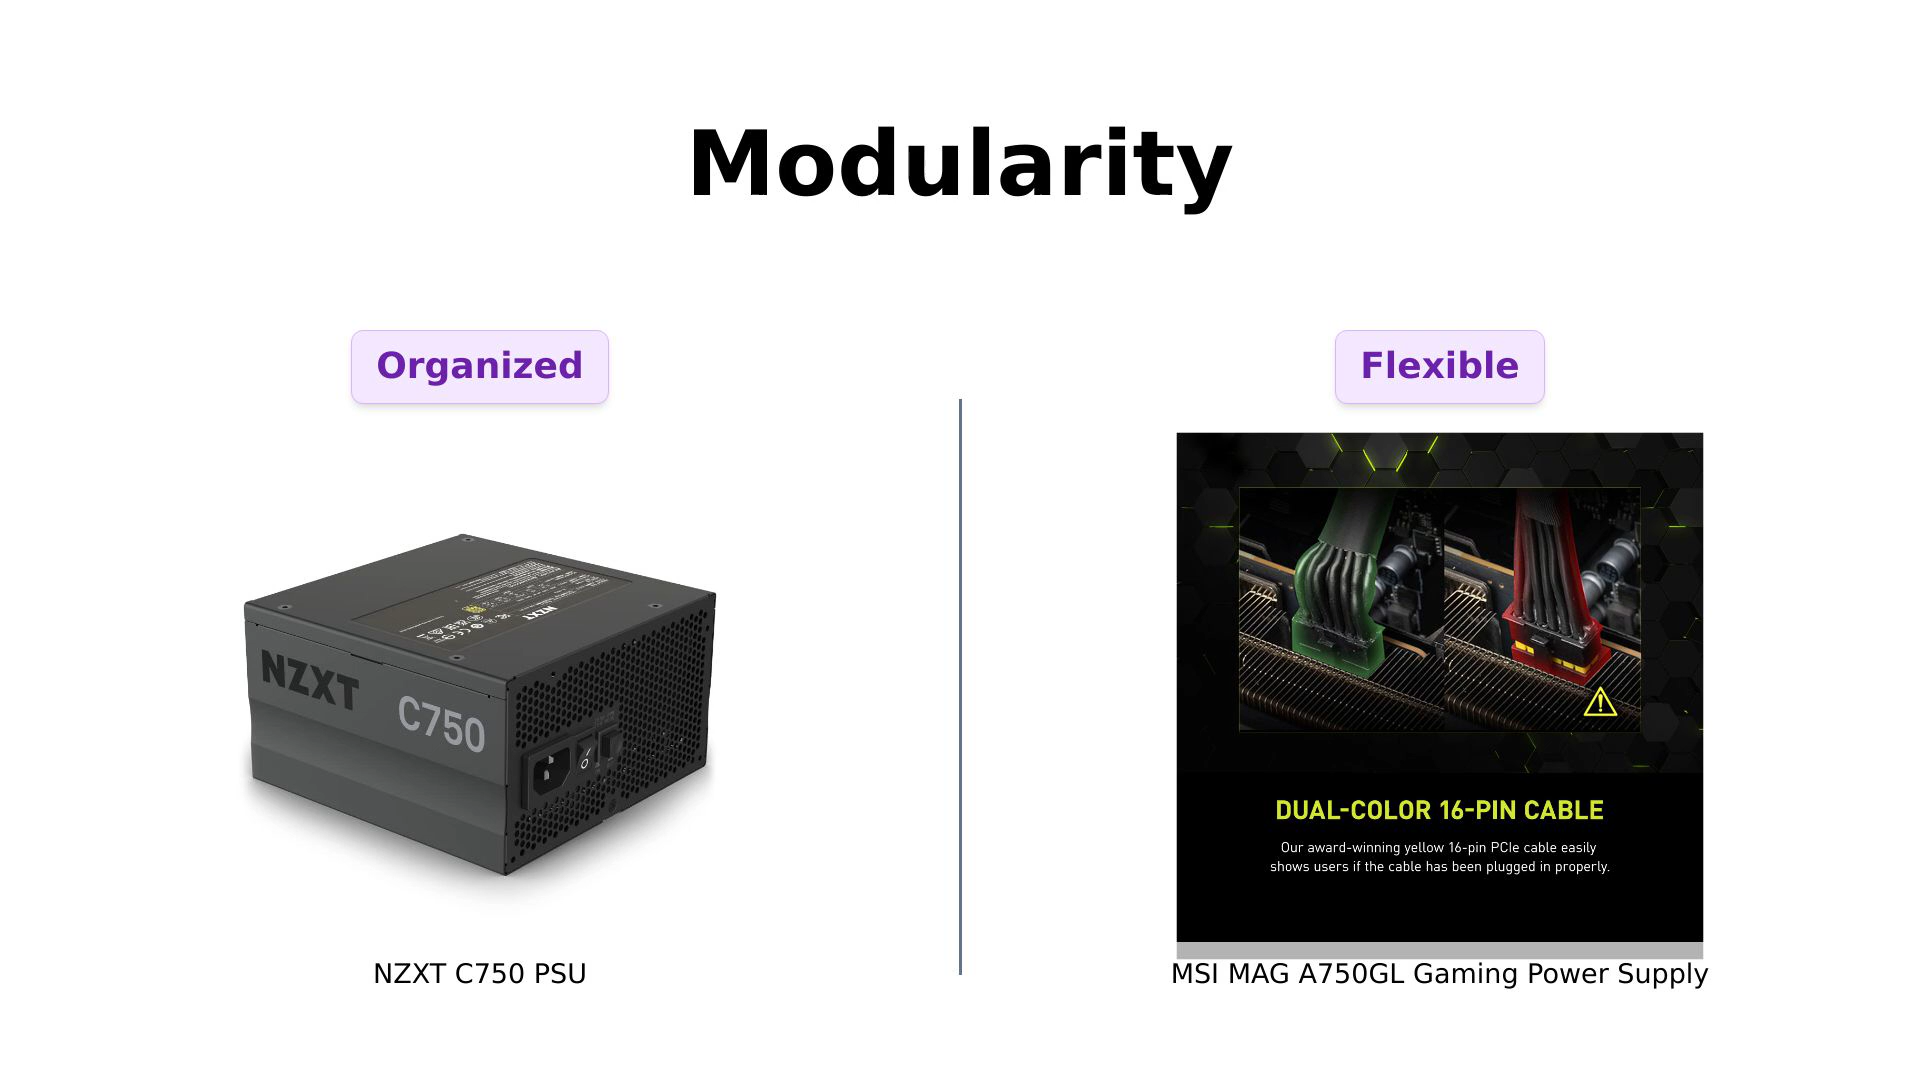 Modularity
Organized
Flexible
NZXT
NZXT
C750
DUAL-COLOR 16-PIN CABLE
Our award-winning yellow 16-pin PCIe cable easily
shows users if the cable has been plugged in properly.
NZXT C750 PSU
MSI MAG A750GL Gaming Power Supply